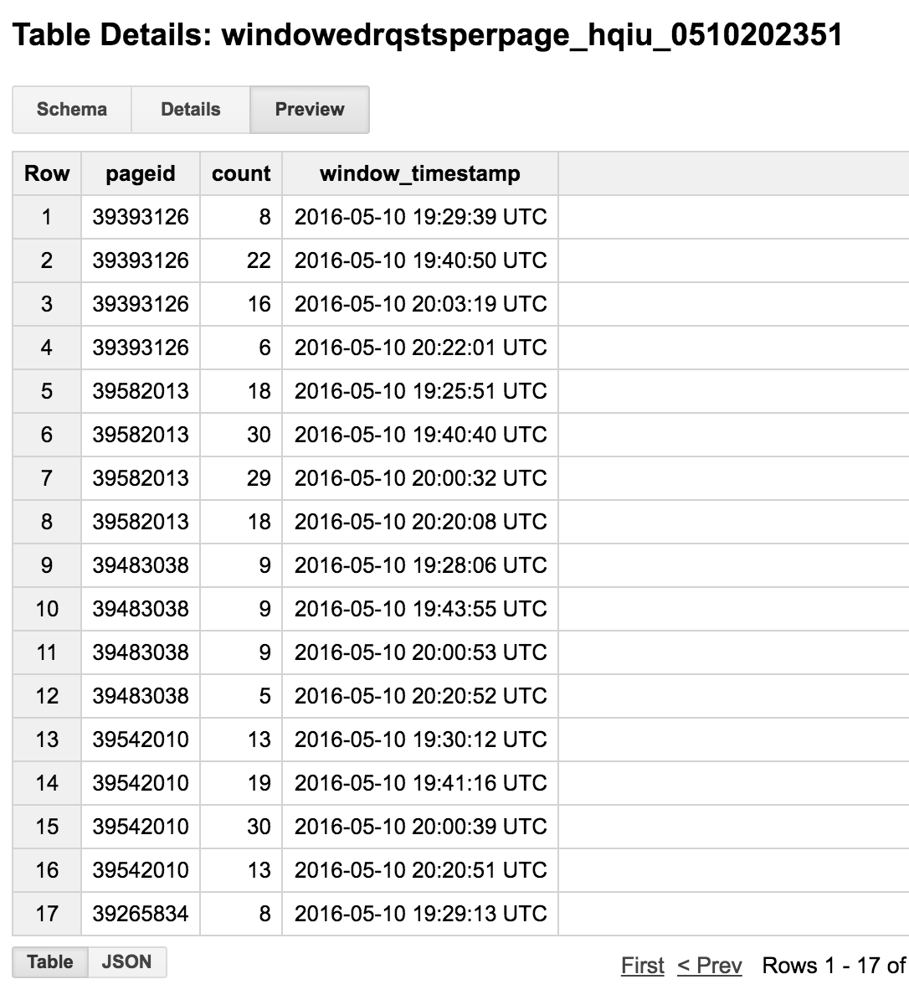 Table Details: windowedrqstsperpage_hqiu_0510202351
Schema Details Preview
Row pageid count window_timestamp
1 39393126 8 2016-05-10 19:29:39 UTC
2 39393126 22 2016-05-10 19:40:50 UTC
3 39393126 16 2016-05-10 20:03:19 UTC
4 39393126 6 2016-05-10 20:22:01 UTC
5 39582013 18 2016-05-10 19:25:51 UTC
6 39582013 30 2016-05-10 19:40:40 UTC
7 39582013 29 2016-05-10 20:00:32 UTC
8 39582013 18 2016-05-10 20:20:08 UTC
9 39483038 9 2016-05-10 19:28:06 UTC
10 39483038 9 2016-05-10 19:43:55 UTC
11 39483038 9 2016-05-10 20:00:53 UTC
12 39483038 5 2016-05-10 20:20:52 UTC
13 39542010 13 2016-05-10 19:30:12 UTC
14 39542010 19 2016-05-10 19:41:16 UTC
15 39542010 30 2016-05-10 20:00:39 UTC
16 39542010 13 2016-05-10 20:20:51 UTC
17 39265834 8 2016-05-10 19:29:13 UTC
Table JSON First < Prev Rows 1 - 17 of